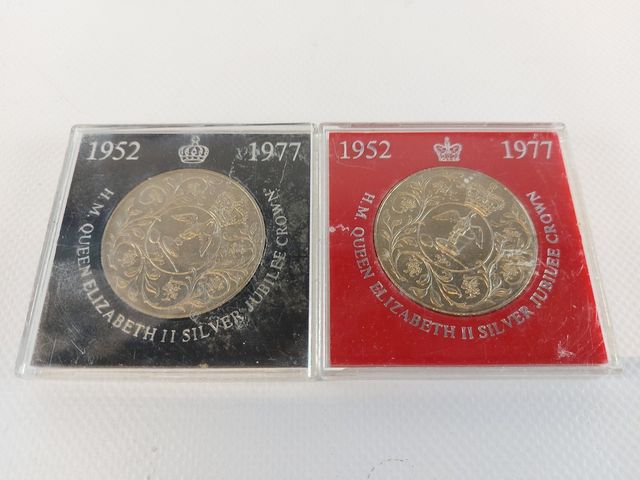 1952 1977
H.M. QUEEN ELIZABETH II SILVER JUBILEE CROWN
1952 1977
H.M. QUEEN ELIZABETH II SILVER JUBILEE CROWN